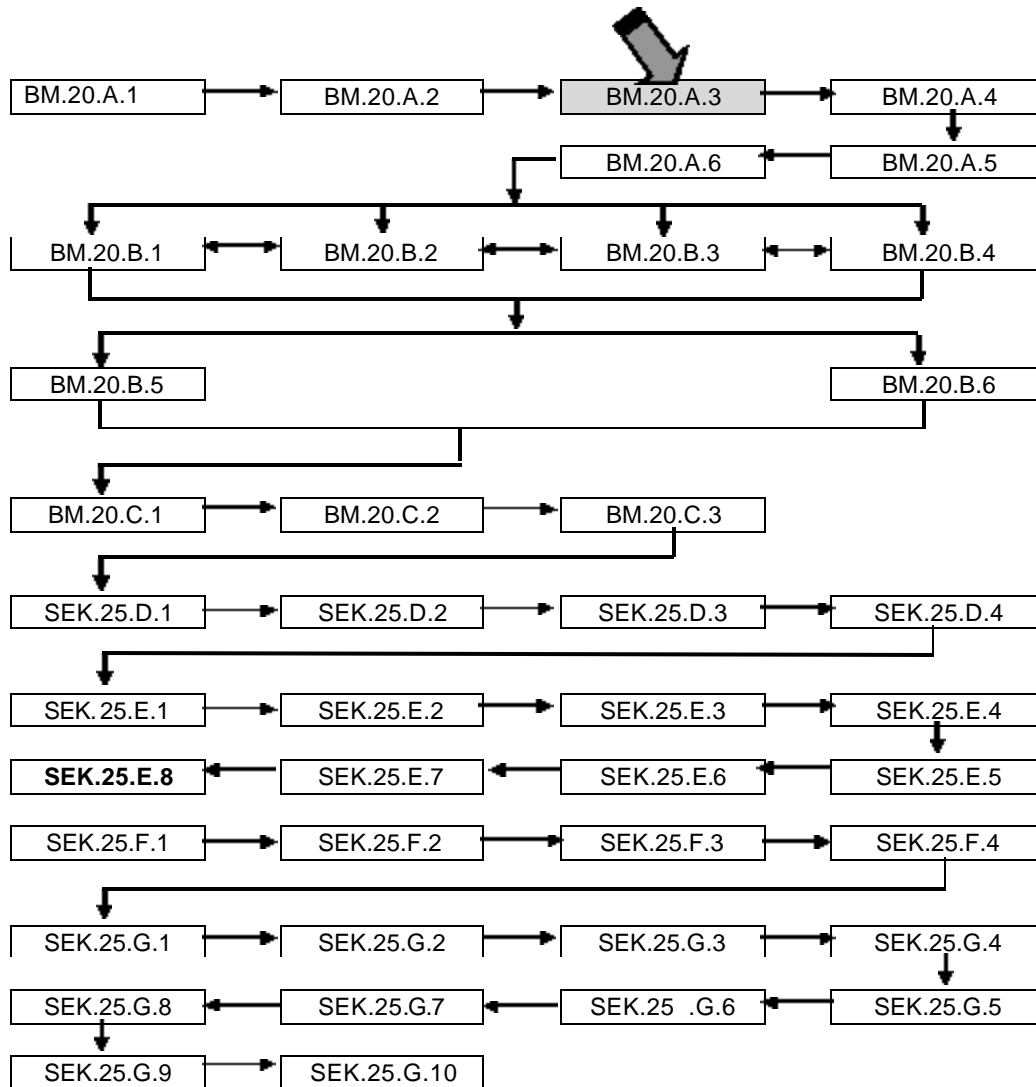 BM.20.A.1 BM.20.A.2 BM.20.A.3 BM.20.A.4
BM.20.A.6 BM.20.A.5
BM.20.B.1 BM.20.B.2 BM.20.B.3 BM.20.B.4
BM.20.B.5 BM.20.B.6
BM.20.C.1 BM.20.C.2 BM.20.C.3
SEK.25.D.1 SEK.25.D.2 SEK.25.D.3 SEK.25.D.4
SEK.25.E.1 SEK.25.E.2 SEK.25.E.3 SEK.25.E.4
SEK.25.E.8 SEK.25.E.7 SEK.25.E.6 SEK.25.E.5
SEK.25.F.1 SEK.25.F.2 SEK.25.F.3 SEK.25.F.4
SEK.25.G.1 SEK.25.G.2 SEK.25.G.3 SEK.25.G.4
SEK.25.G.8 SEK.25.G.7 SEK.25 .G.6 SEK.25.G.5
SEK.25.G.9 SEK.25.G.10